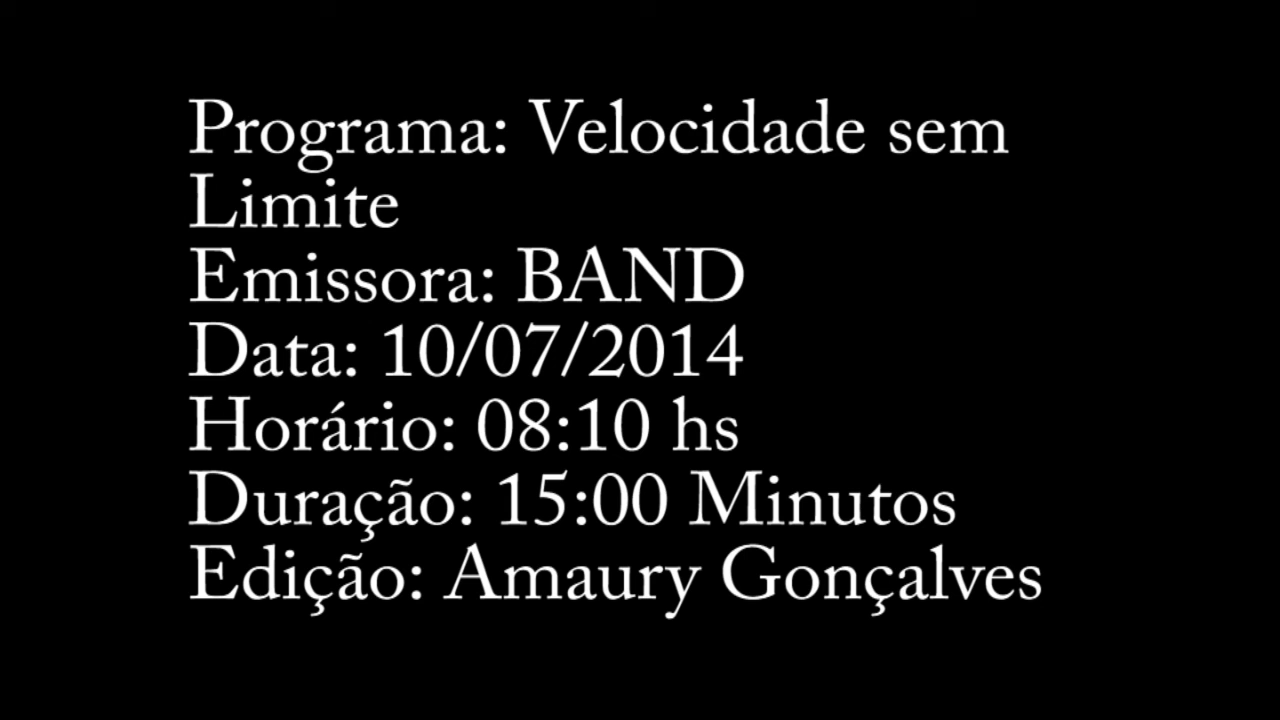 Programa: Velocidade sem
Limite
Emissora: BAND
Data: 10/07/2014
Horário: 08:10 hs
Duração: 15:00 Minutos
Edição: Amaury Gonçalves